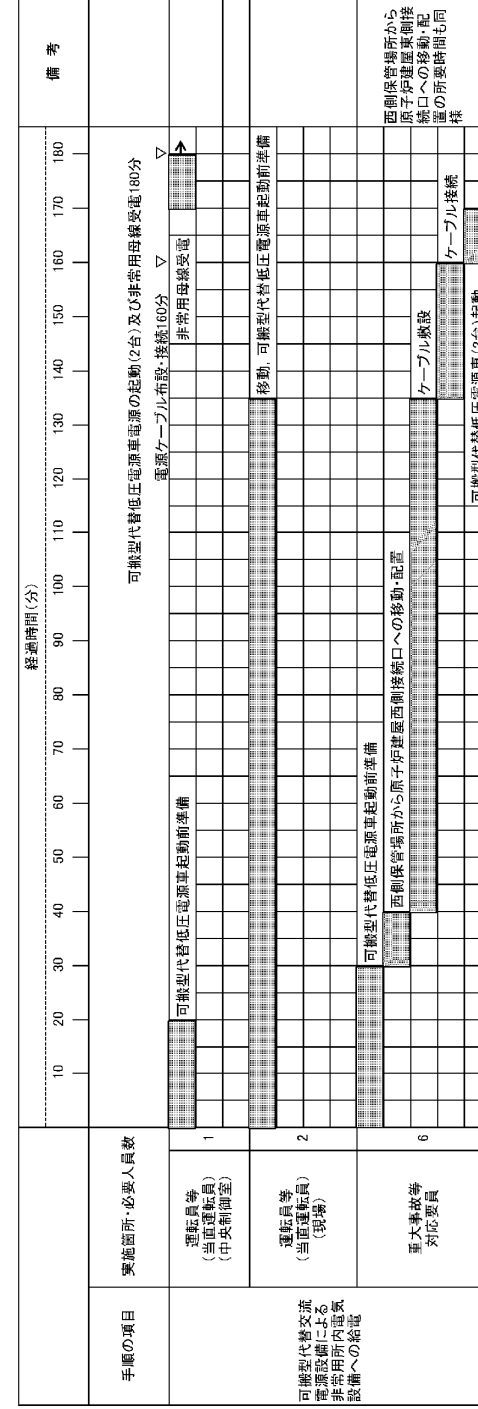 経過時間(分)
備 考
10 20 30 40 50 60 70 80 90 100 110 120 130 140 150 160 170 180
手順の項目
実施箇所・必要人員数
可搬型代替低圧電源車電源の起動(2台)及び非常用母線受電180分
電源ケーブル布設・接続160分
可搬型代替交流
電源設備による
非常用所内電気
設備への給電
運転員等
(当直運転員)
(中央制御室)
1
可搬型代替低圧電源車起動前準備
非常用母線受電
運転員等
(当直運転員)
(現場)
2
移動，可搬型代替低圧電源車起動前準備
重大事故等
対応要員
6
可搬型代替低圧電源車起動前準備
西側保管場所から原子炉建屋西側接続口への移動・配置
ケーブル敷設
ケーブル接続
可搬型代替低圧電源車(2台)起動
西側保管場所から
原子炉建屋東側接
続口への移動・配
置の所要時間も同
様